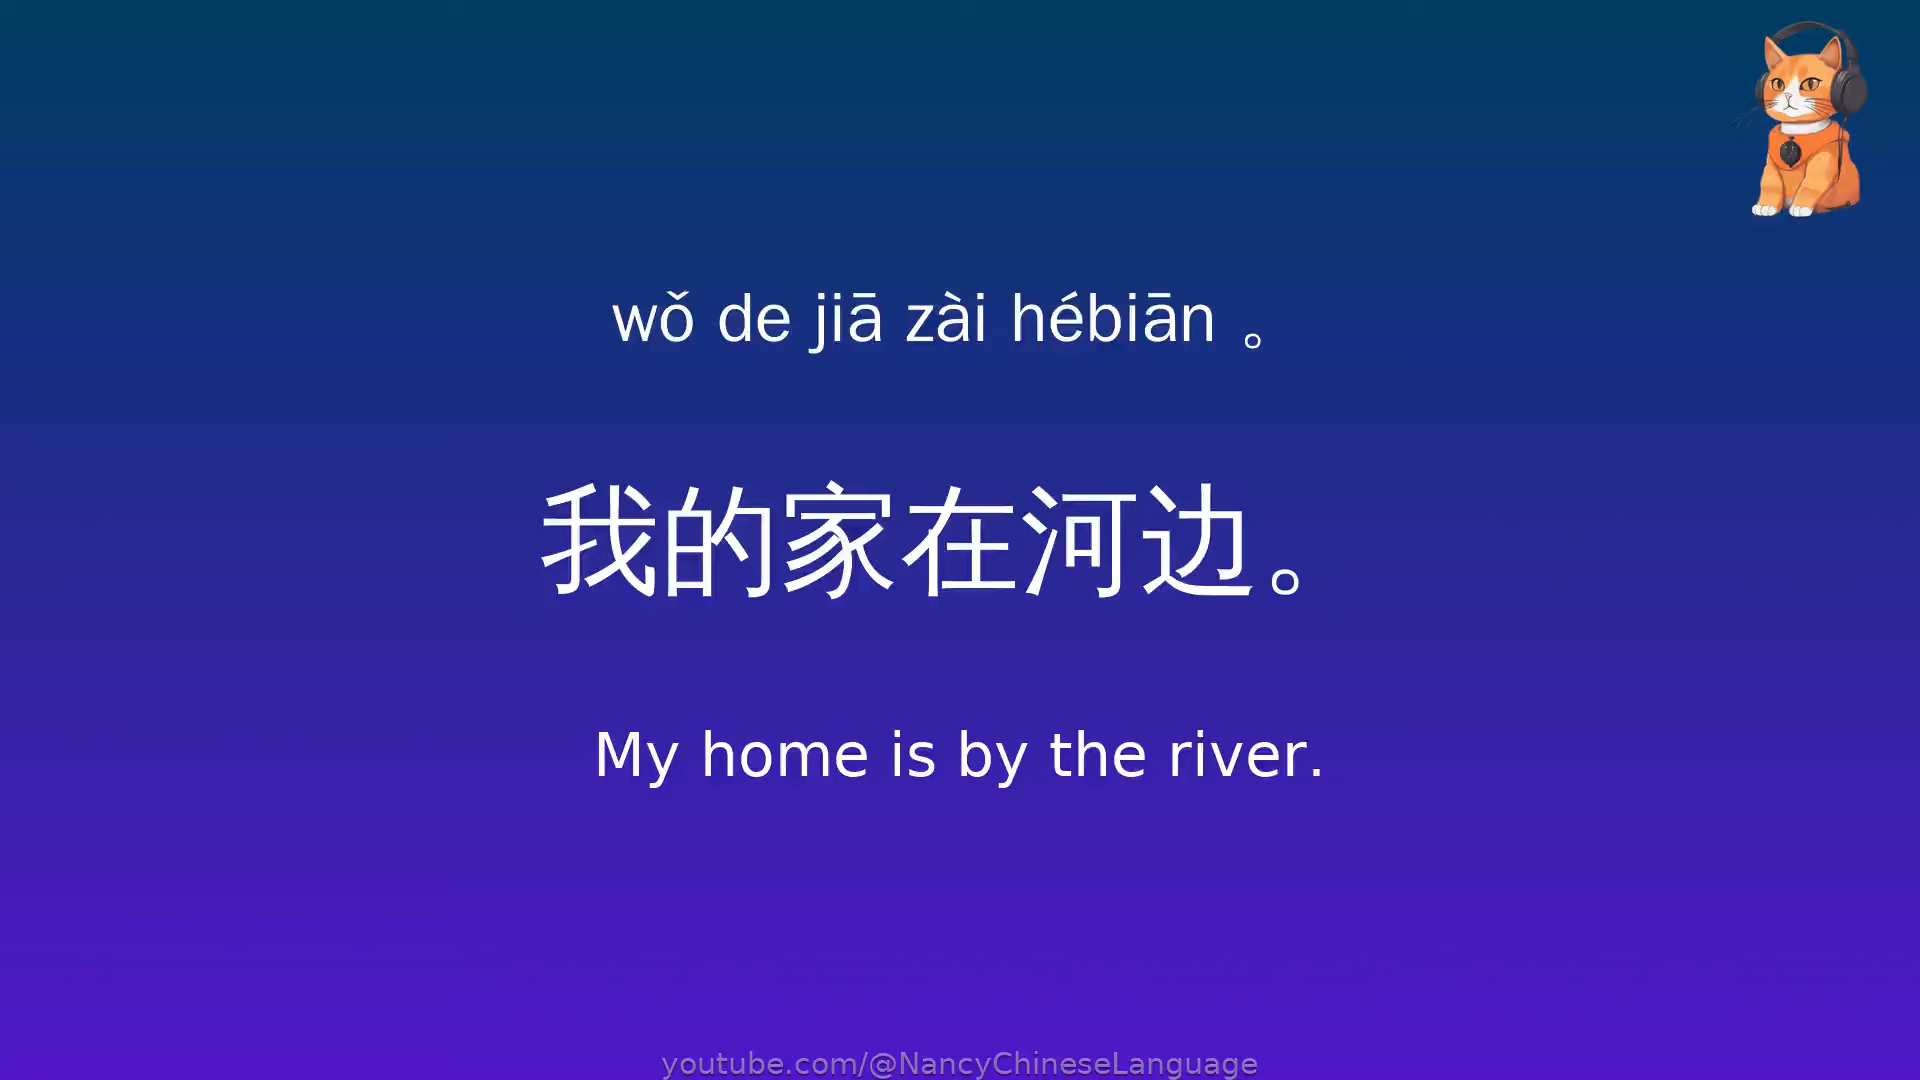 wǒ de jiā zài hébiān 。
我的家在河边。
My home is by the river.
youtube.com/@NancyChineseLanguage